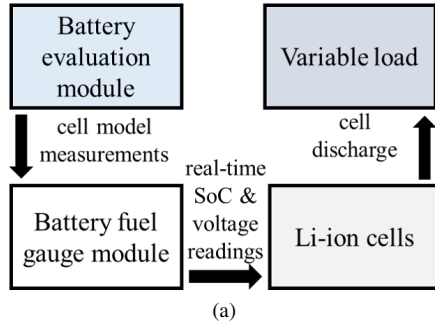 Battery
evaluation
module
Variable load
cell model
measurements
cell
discharge
real-time
SoC &
voltage
readings
Battery fuel
gauge module
Li-ion cells
(a)